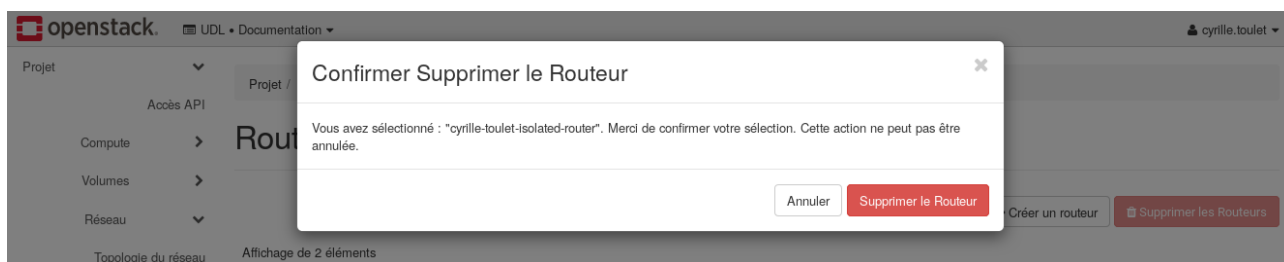 openstack. UDL • Documentation cyrille.toulet
Projet
Projet /
Accès API
Compute
Volumes
Réseau
Topologie du réseau
Rout
Confirmer Supprimer le Routeur
Vous avez sélectionné : "cyrille-toulet-isolated-router". Merci de confirmer votre sélection. Cette action ne peut pas être
annulée.
Annuler Supprimer le Routeur
Créer un routeur Supprimer les Routeurs
Affichage de 2 éléments